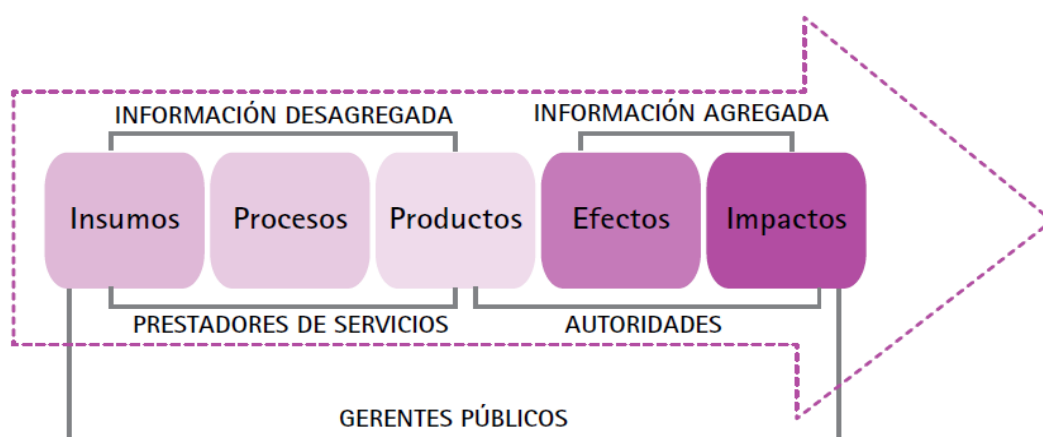 INFORMACIÓN DESAGREGADA
INFORMACIÓN AGREGADA
Insumos
Procesos
Productos
Efectos
Impactos
PRESTADORES DE SERVICIOS
AUTORIDADES
GERENTES PÚBLICOS